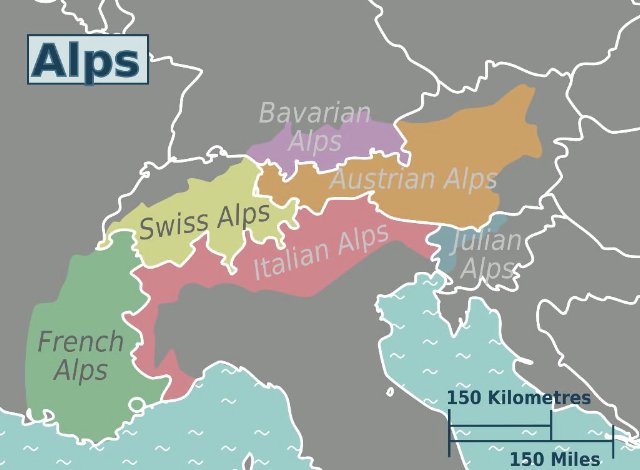 Alps
Bavarian
Alps
Austrian Alps
Swiss Alps
Italian Alps
Julian
Alps
French
Alps
150 Kilometres
150 Miles